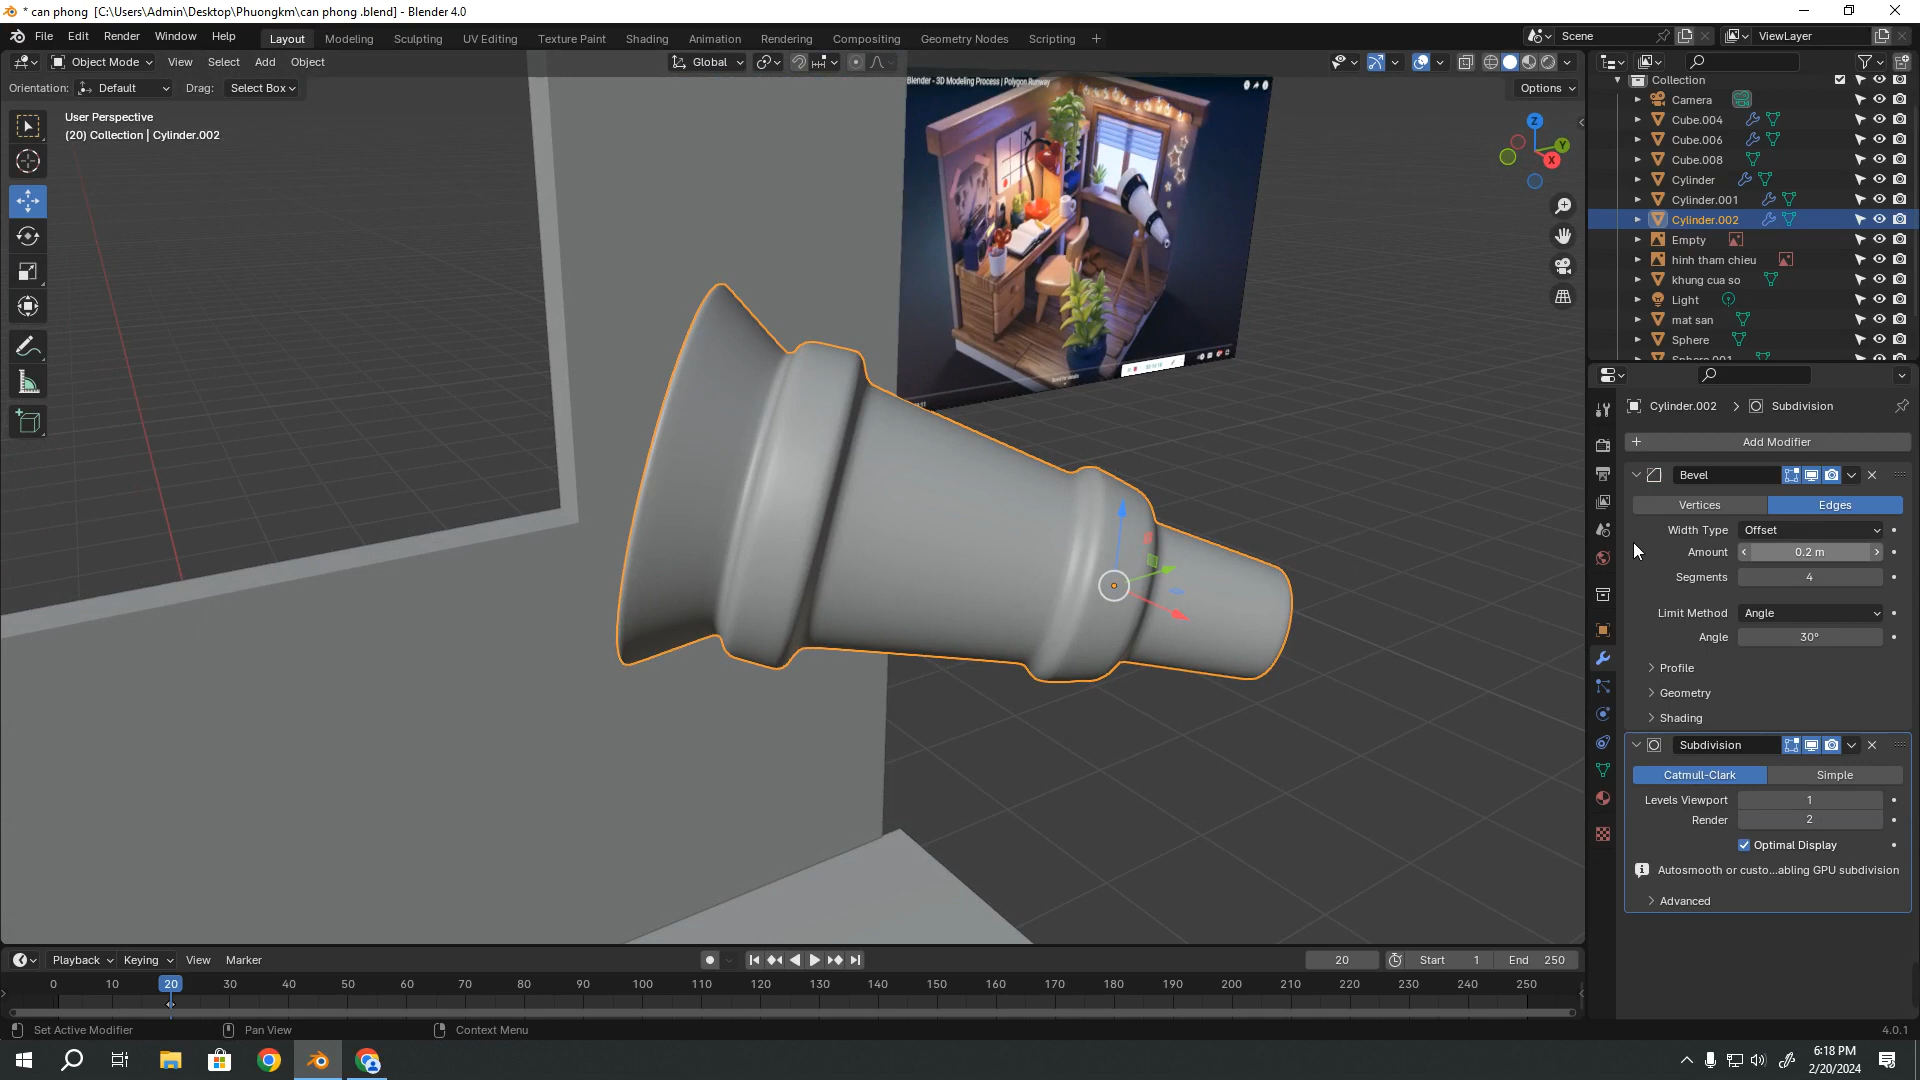 * can phong  [C:\Users\Admin\Desktop\Phuongkm\can phong .blend] - Blender 4.0
File Edit Render Window Help
Layout Modeling Sculpting UV Editing Texture Paint Shading Animation Rendering Compositing Geometry Nodes Scripting +
Scene
ViewLayer
Object Mode View Select Add Object
Global
Orientation: Default Drag: Select Box
Options
User Perspective
(20) Collection | Cylinder.002
Blender - 3D Modeling Process | Polygon Runway
Z
Y
X
Collection
Camera
Cube.004
Cube.006
Cube.008
Cylinder
Cylinder.001
Cylinder.002
Empty
hinh tham chieu
khung cua so
Light
mat san
Sphere
Sphere.001
Cylinder.002 > Subdivision
+ Add Modifier
Bevel
Vertices Edges
Width Type Offset
Amount 0.2 m
Segments 4
Limit Method Angle
Angle 30°
Profile
Geometry
Shading
Subdivision
Catmull-Clark Simple
Levels Viewport 1
Render 2
Optimal Display
Autosmooth or custo...abling GPU subdivision
Advanced
Playback Keying View Marker
20 Start 1 End 250
0 10 20 30 40 50 60 70 80 90 100 110 120 130 140 150 160 170 180 190 200 210 220 230 240 250
Set Active Modifier Pan View Context Menu
4.0.1
6:18 PM
2/20/2024